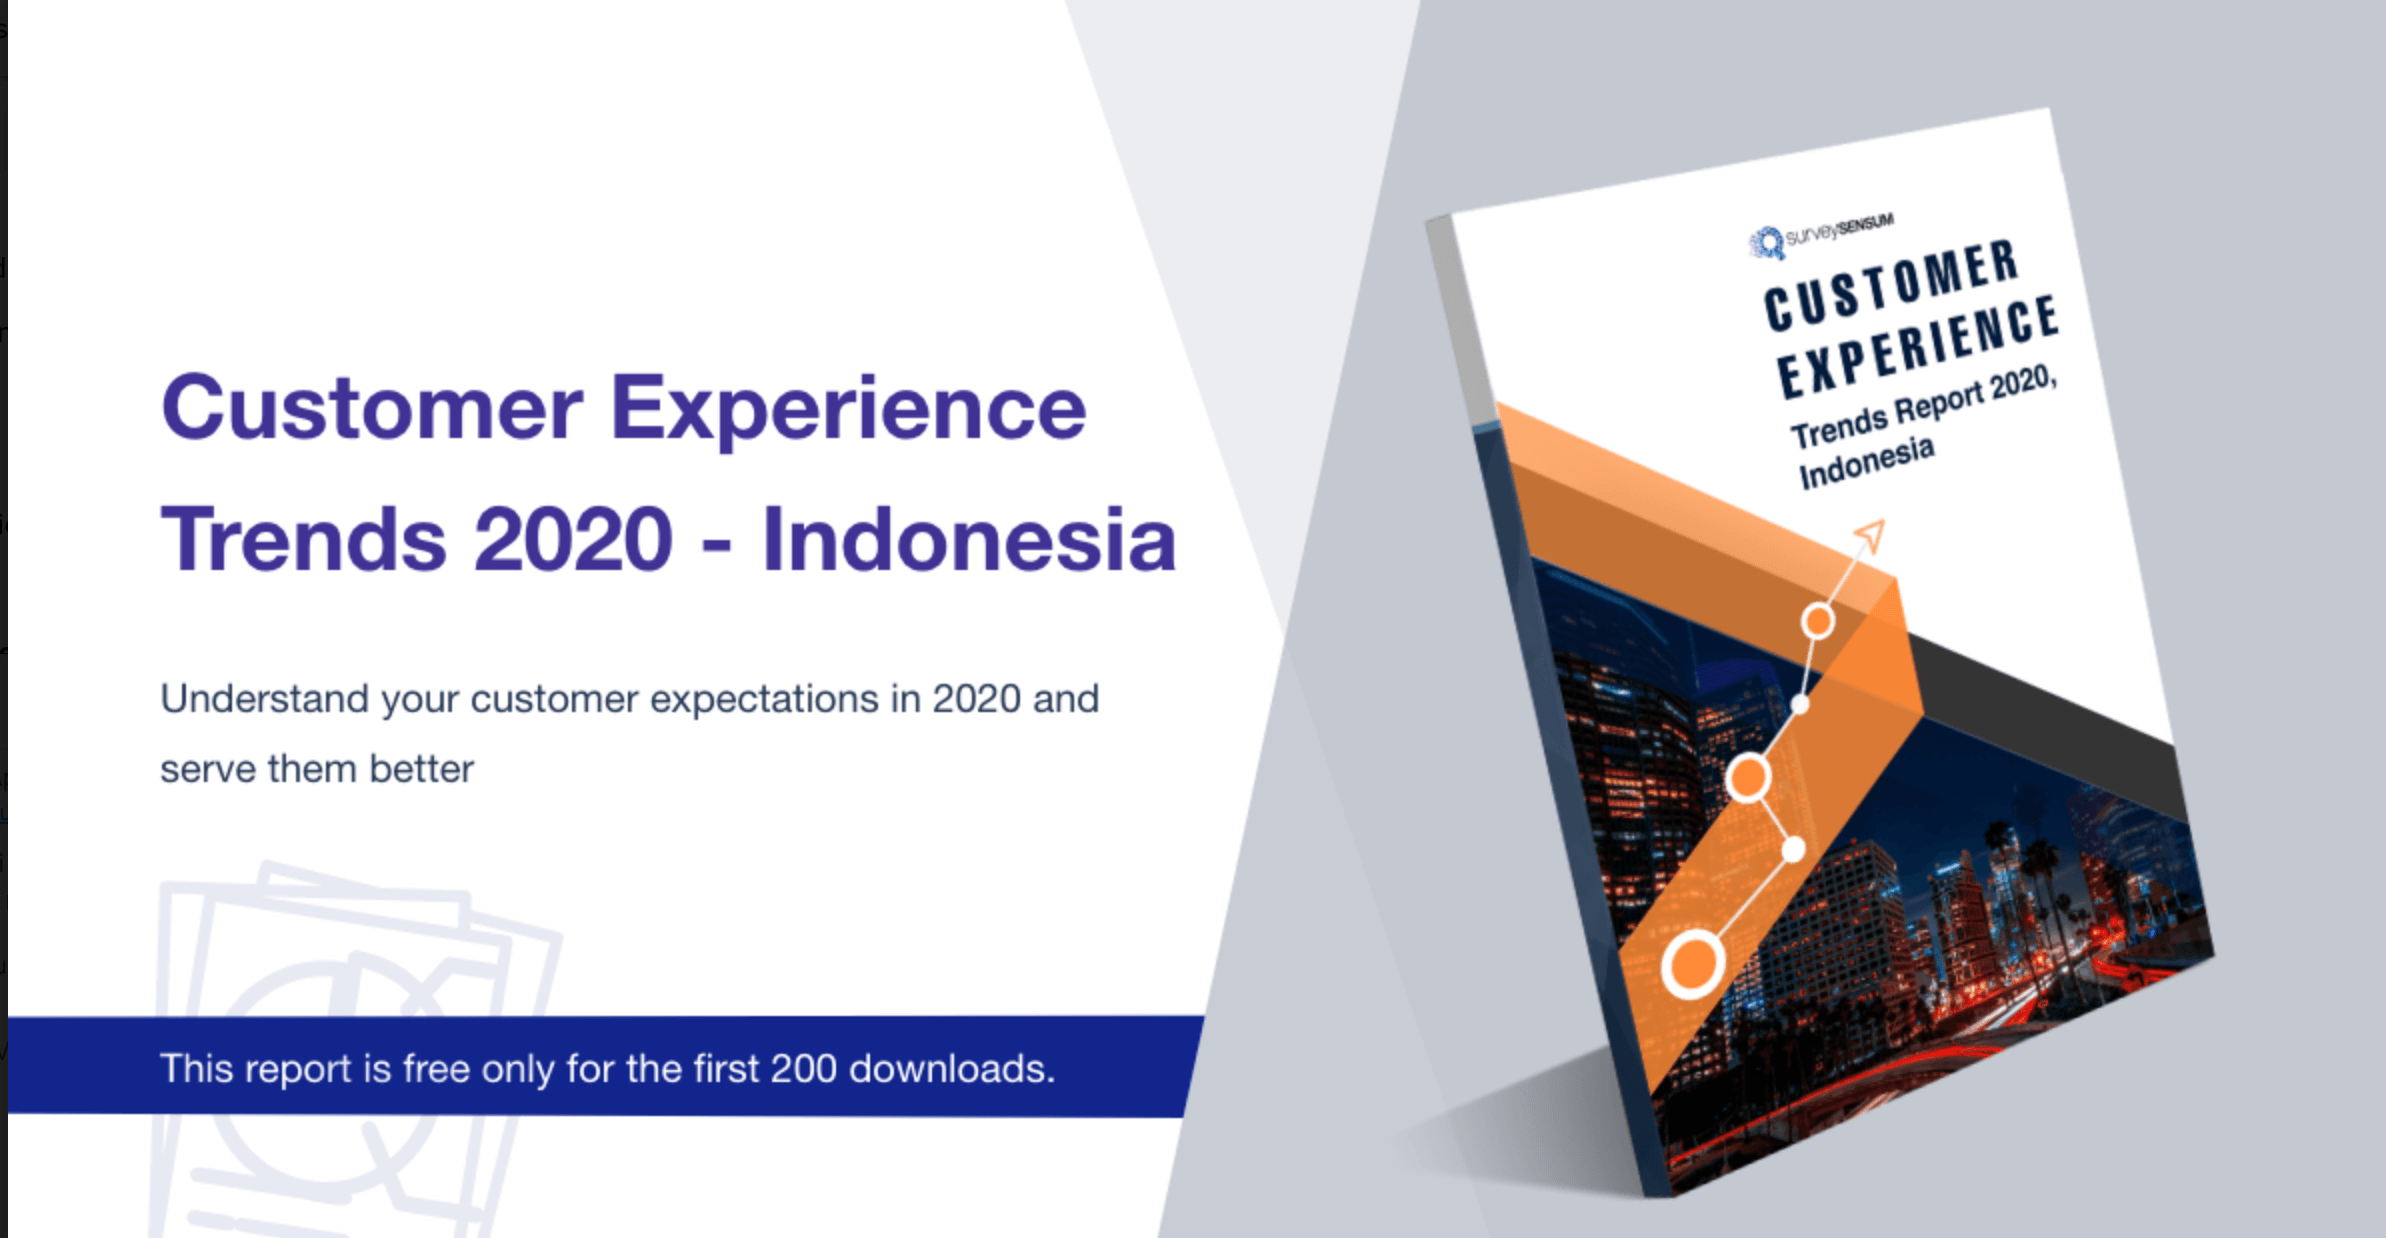 Customer Experience
Trends 2020 - Indonesia
Understand your customer expectations in 2020 and
serve them better
This report is free only for the first 200 downloads.
surveySENSUM
CUSTOMER
EXPERIENCE
Trends Report 2020,
Indonesia